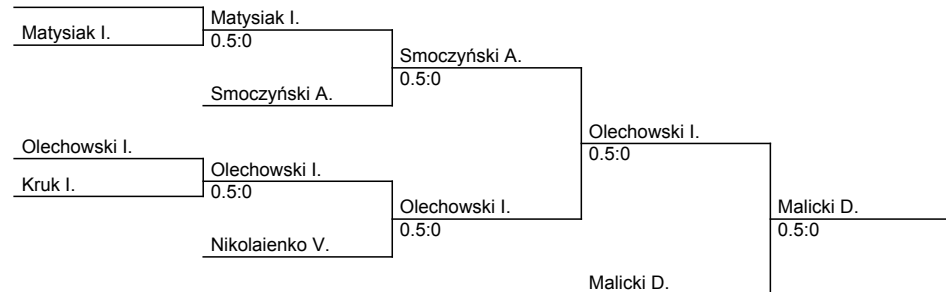 Matysiak I.
Matysiak I.
0.5:0
Smoczyński A.
0.5:0
Smoczyński A.
Olechowski I.
0.5:0
Olechowski I.
Olechowski I.
0.5:0
Kruk I.
Olechowski I.
0.5:0
Malicki D.
0.5:0
Nikolaienko V.
Malicki D.